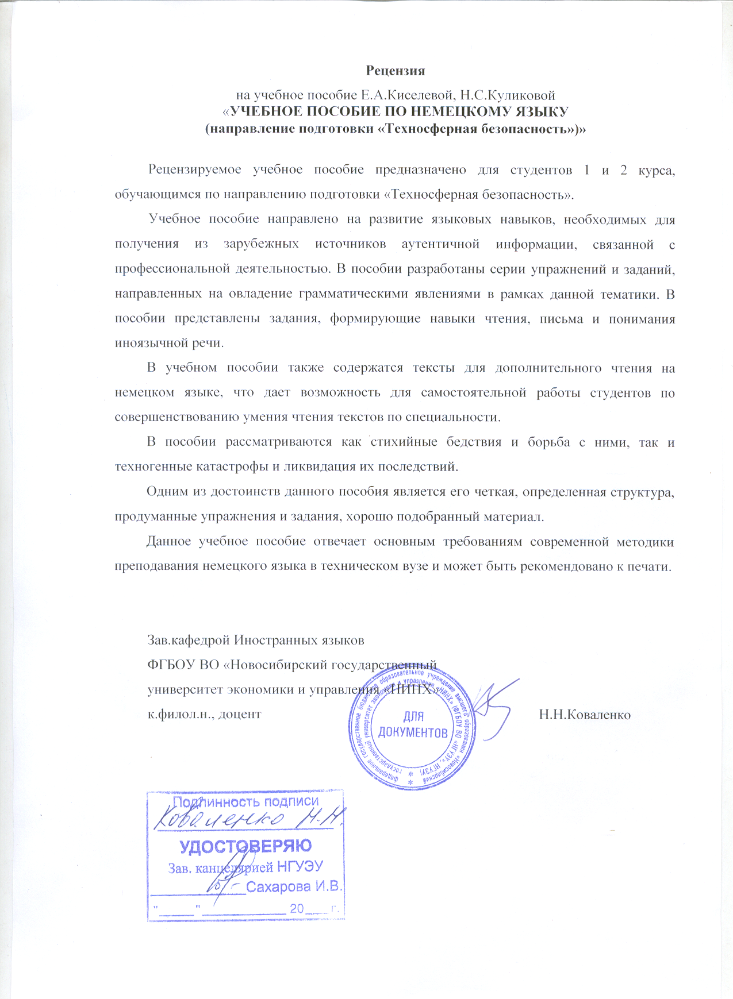 Рецензия
на учебное пособие Е.А.Киселевой, Н.С.Куликовой
«УЧЕБНОЕ ПОСОБИЕ ПО НЕМЕЦКОМУ ЯЗЫКУ
(направление подготовки «Техносферная безопасность»)»
Рецензируемое учебное пособие предназначено для студентов 1 и 2 курса,
обучающимся по направлению подготовки «Техносферная безопасность».
Учебное пособие направлено на развитие языковых навыков, необходимых для
получения из зарубежных источников аутентичной информации, связанной с
профессиональной деятельностью. В пособии разработаны серии упражнений и заданий,
направленных на овладение грамматическими явлениями в рамках данной тематики. В
пособии представлены задания, формирующие навыки чтения, письма и понимания
иноязычной речи.
В учебном пособии также содержатся тексты для дополнительного чтения на
немецком языке, что дает возможность для самостоятельной работы студентов по
совершенствованию умения чтения текстов по специальности.
В пособии рассматриваются как стихийные бедствия и борьба с ними, так и
техногенные катастрофы и ликвидация их последствий.
Одним из достоинств данного пособия является его четкая, определенная структура,
продуманные упражнения и задания, хорошо подобранный материал.
Данное учебное пособие отвечает основным требованиям современной методики
преподавания немецкого языка в техническом вузе и может быть рекомендовано к печати.
Зав.кафедрой Иностранных языков
ФГБОУ ВО «Новосибирский государственный
университет экономики и управления «НИНХ»
к.филол.н., доцент Н.Н.Коваленко
федеральное государственное бюджетное образовательное учреждение высшего образования «Новосибирский
государственный университет экономики и управления «НИНХ» (ФГБОУ ВО «НГУЭУ», НГУЭУ)
ДЛЯ
ДОКУМЕНТОВ
Подлинность подписи
Коваленко Н.Н.
УДОСТОВЕРЯЮ
Зав. канцелярией НГУЭУ
Сахарова И.В.
"_____" ____________ 20___ г.